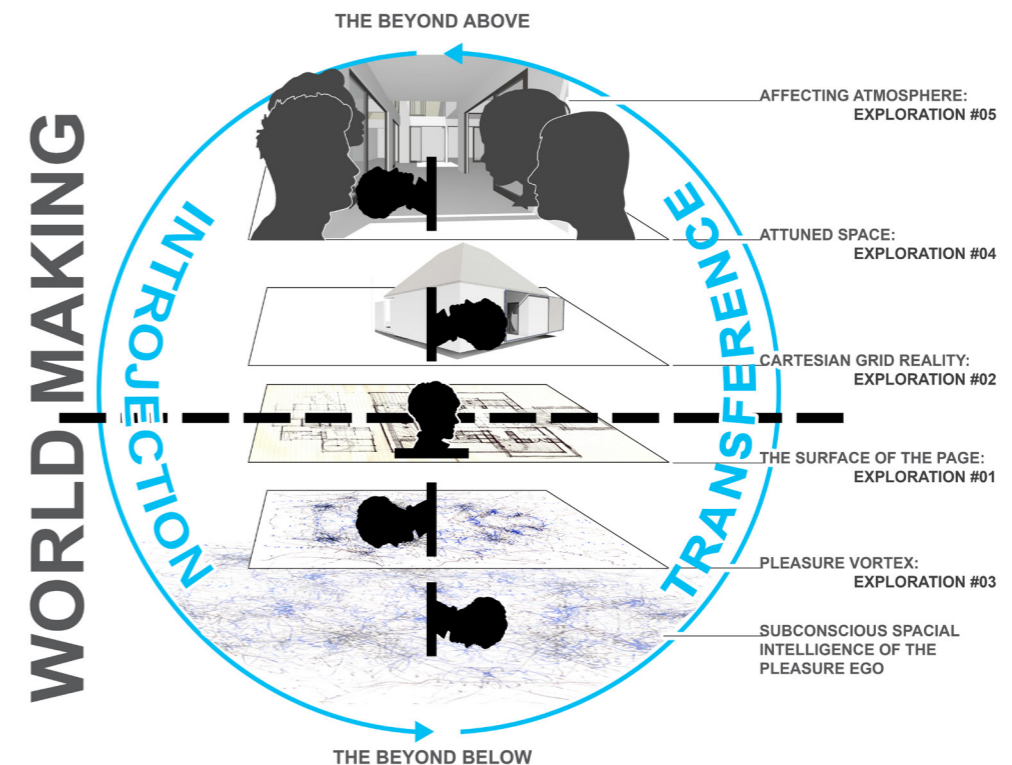 THE BEYOND ABOVE
WORLD MAKING
INTROJECTION
TRANSFERENCE
AFFECTING ATMOSPHERE:
EXPLORATION #05
ATTUNED SPACE:
EXPLORATION #04
CARTESIAN GRID REALITY:
EXPLORATION #02
THE SURFACE OF THE PAGE:
EXPLORATION #01
PLEASURE VORTEX:
EXPLORATION #03
SUBCONSCIOUS SPACIAL
INTELLIGENCE OF THE
PLEASURE EGO
THE BEYOND BELOW